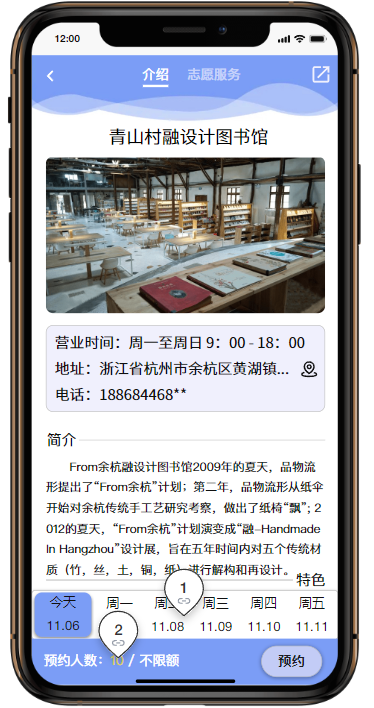 12:00
介绍 志愿服务
青山村融设计图书馆
营业时间：周一至周日 9：00 - 18：00
地址：浙江省杭州市余杭区黄湖镇...
电话：188684468**
简介
From余杭融设计图书馆2009年的夏天，品物流
形提出了“From余杭”计划；第二年，品物流形从纸伞
开始对余杭传统手工艺研究考察，做出了纸椅“飘”；2
012的夏天，“From余杭”计划演变成“融-Handmade
In Hangzhou”设计展，旨在五年时间内对五个传统材
质（竹，丝，土，铜，纸）进行解构和再设计。
特色
今天 周一 周三 周四 周五
11.06 11.08 11.09 11.10 11.11
1
2
预约人数：10 / 不限额
预约